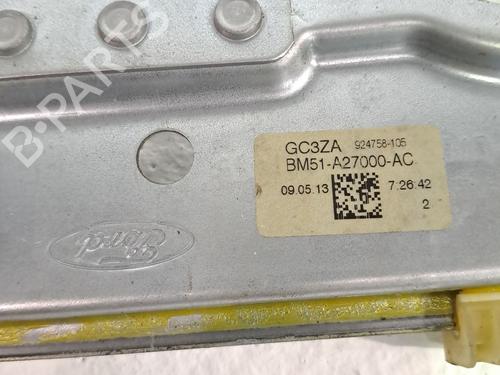 B-PARTS
GC3ZA 924758-105
BM51-A27000-AC
09.05.13 7:26:42
2
Ford